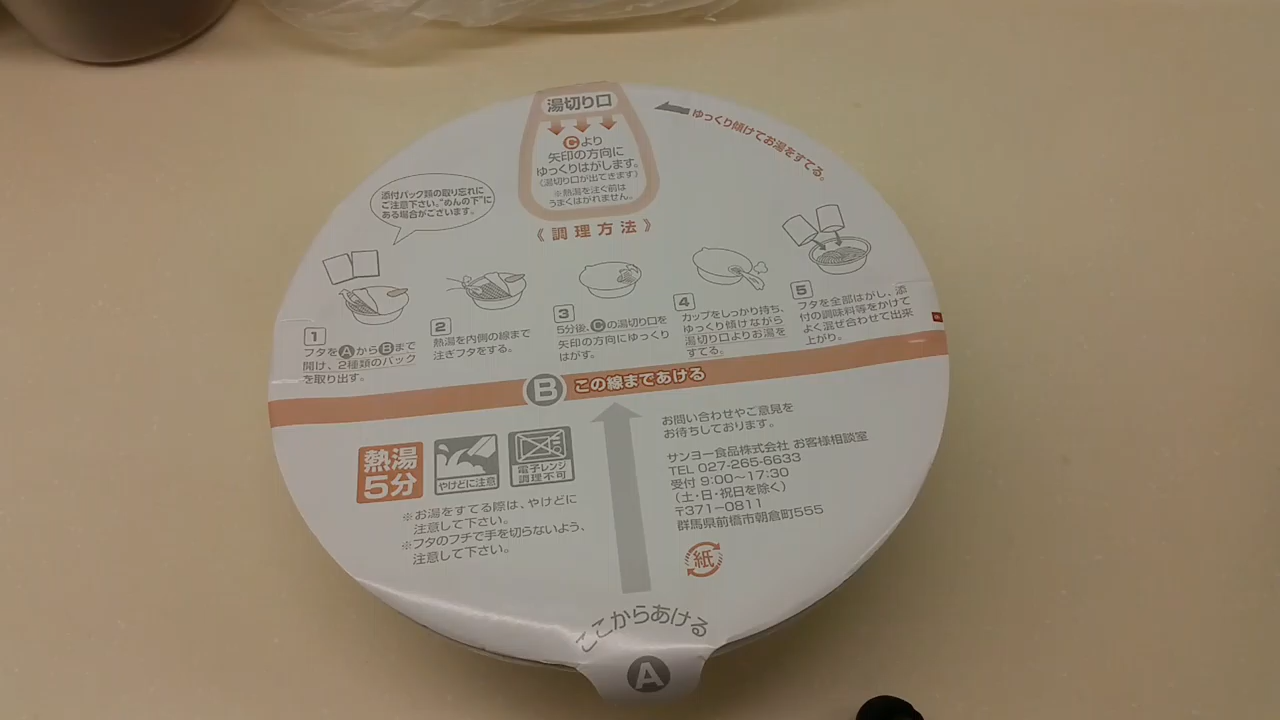 湯切り口
Cより
矢印の方向に
ゆっくりはがします。
(湯切り口が出てきます)
※熱湯を注ぐ前は
うまくはがれません。
ゆっくり傾けてお湯をすてる。
添付パック類の取り忘れに
ご注意下さい。“めんの下”に
ある場合がございます。
《調理方法》
1
フタをAからBまで
開け、2種類のパック
を取り出す。
2
熱湯を内側の線まで
注ぎフタをする。
3
5分後、Cの湯切り口を
矢印の方向にゆっくり
はがす。
4
カップをしっかり持ち、
ゆっくり傾けながら
湯切り口よりお湯を
すてる。
5
フタを全部はがし、添
付の調味料等をかけて
よく混ぜ合わせて出来
上がり。
B この線まであける
熱湯
5分
やけどに注意
電子レンジ
調理不可
※お湯をすてる際は、やけどに
注意して下さい。
※フタのフチで手を切らないよう、
注意して下さい。
お問い合わせやご意見を
お待ちしております。
サンヨー食品株式会社 お客様相談室
TEL 027-265-6633
受付 9:00〜17:30
(土・日・祝日を除く)
〒371-0811
群馬県前橋市朝倉町555
紙
ここからあける
A